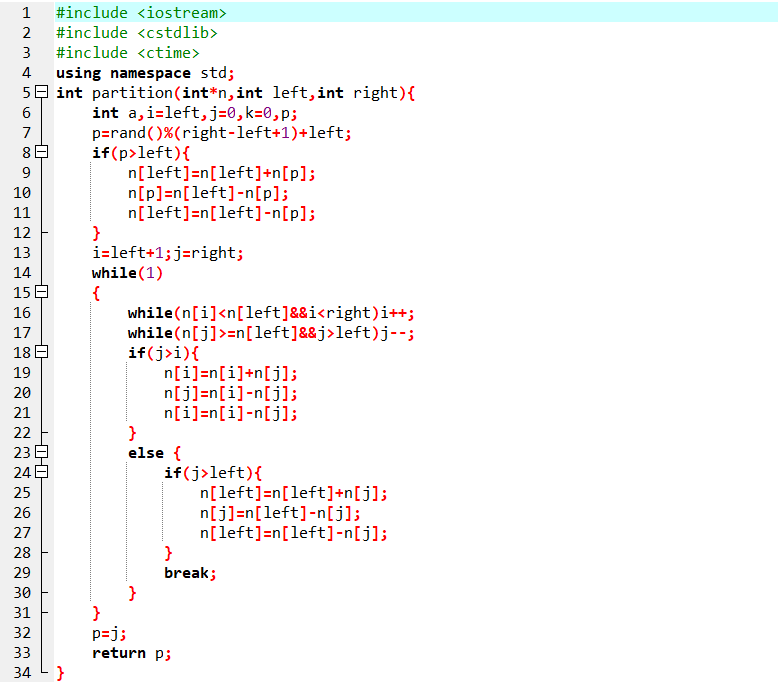 1 #include <iostream>
2 #include <cstdlib>
3 #include <ctime>
4 using namespace std;
5 int partition(int*n,int left,int right){
6     int a,i=left,j=0,k=0,p;
7     p=rand()%(right-left+1)+left;
8     if(p>left){
9         n[left]=n[left]+n[p];
10         n[p]=n[left]-n[p];
11         n[left]=n[left]-n[p];
12     }
13     i=left+1;j=right;
14     while(1)
15     {
16         while(n[i]<n[left]&&i<right)i++;
17         while(n[j]>=n[left]&&j>left)j--;
18         if(j>i){
19             n[i]=n[i]+n[j];
20             n[j]=n[i]-n[j];
21             n[i]=n[i]-n[j];
22         }
23         else {
24             if(j>left){
25                 n[left]=n[left]+n[j];
26                 n[j]=n[left]-n[j];
27                 n[left]=n[left]-n[j];
28             }
29             break;
30         }
31     }
32     p=j;
33     return p;
34 }